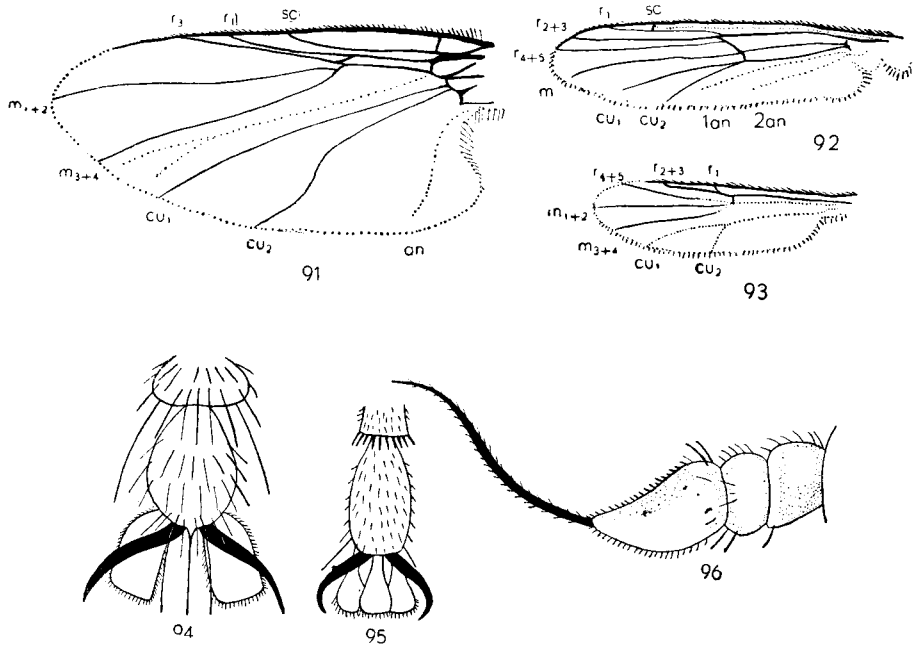 r₃ r₁ sc
m₁₊₂
m₃₊₄
cu₁
cu₂
an
91
r₂₊₃ r₁ sc
r₄₊₅
m
cu₁ cu₂ 1an 2an
92
r₄₊₅ r₂₊₃ r₁
m₁₊₂
m₃₊₄
cu₁ cu₂
93
94
95
96